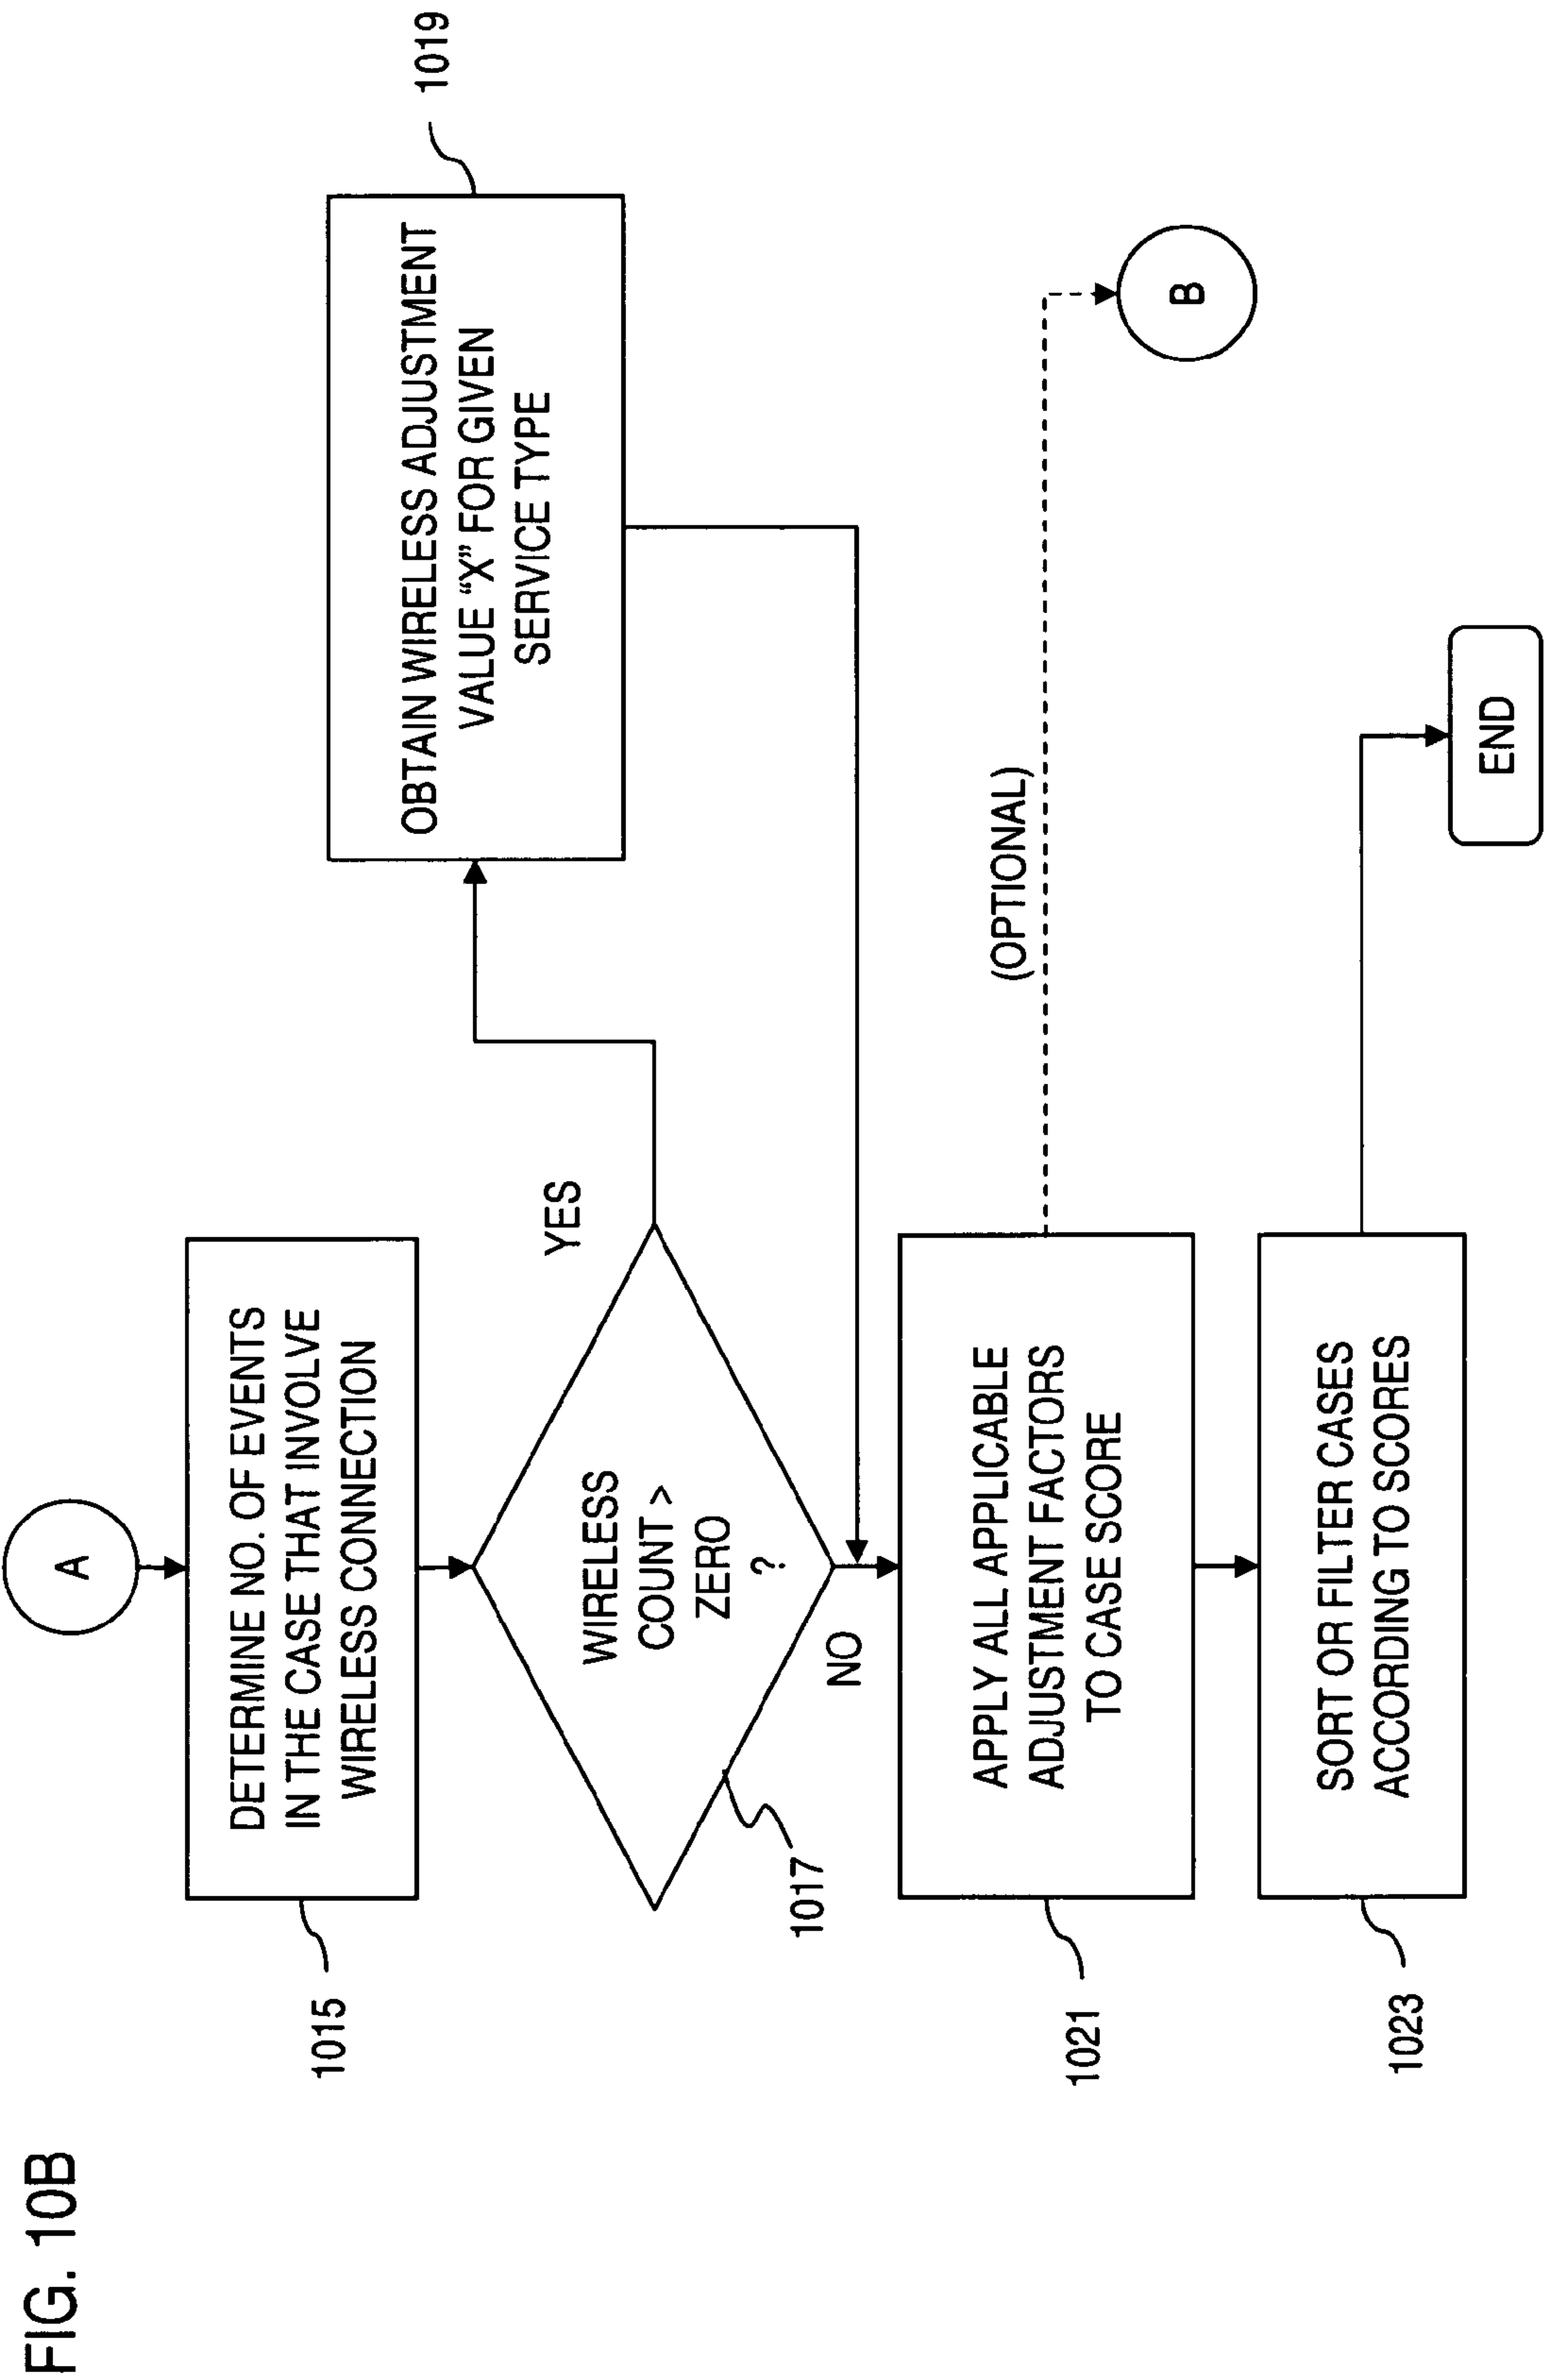 FIG. 10B
A
DETERMINE NO. OF EVENTS
IN THE CASE THAT INVOLVE
WIRELESS CONNECTION
1015
WIRELESS
COUNT >
ZERO
?
1017
YES
NO
OBTAIN WIRELESS ADJUSTMENT
VALUE “X” FOR GIVEN
SERVICE TYPE
1019
APPLY ALL APPLICABLE
ADJUSTMENT FACTORS
TO CASE SCORE
1021
(OPTIONAL)
B
SORT OR FILTER CASES
ACCORDING TO SCORES
1023
END